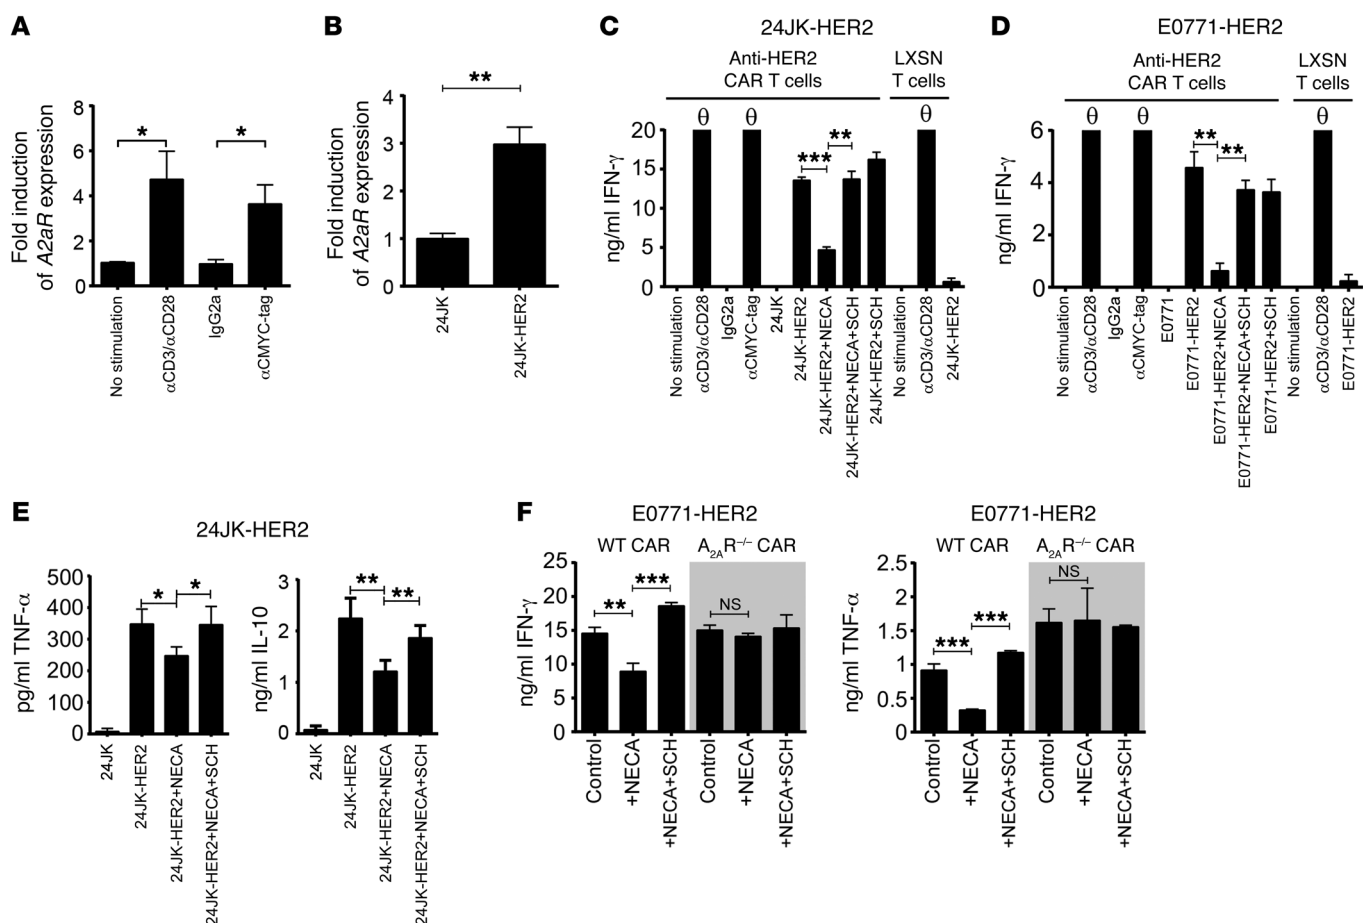 A
Fold induction
of A2aR expression
8
6
4
2
0
*
*
No stimulation
αCD3/αCD28
IgG2a
αCMYC-tag
B
Fold induction
of A2aR expression
4
3
2
1
0
**
24JK
24JK-HER2
C
24JK-HER2
Anti-HER2
CAR T cells
LXSN
T cells
θ
θ
θ
ng/ml IFN-γ
20
15
10
5
0
***
**
No stimulation
αCD3/αCD28
IgG2a
αCMYC-tag
24JK
24JK-HER2
24JK-HER2+NECA
24JK-HER2+NECA+SCH
24JK-HER2+SCH
No stimulation
αCD3/αCD28
24JK-HER2
D
E0771-HER2
Anti-HER2
CAR T cells
LXSN
T cells
θ
θ
θ
ng/ml IFN-γ
6
4
2
0
**
**
No stimulation
αCD3/αCD28
IgG2a
αCMYC-tag
E0771
E0771-HER2
E0771-HER2+NECA
E0771-HER2+NECA+SCH
E0771-HER2+SCH
No stimulation
αCD3/αCD28
E0771-HER2
E
24JK-HER2
pg/ml TNF-α
500
400
300
200
100
0
*
*
24JK
24JK-HER2
24JK-HER2+NECA
24JK-HER2+NECA+SCH
ng/ml IL-10
3
2
1
0
**
**
24JK
24JK-HER2
24JK-HER2+NECA
24JK-HER2+NECA+SCH
F
E0771-HER2
WT CAR
A2AR−/− CAR
ng/ml IFN-γ
25
20
15
10
5
0
**
***
NS
Control
+NECA
+NECA+SCH
Control
+NECA
+NECA+SCH
E0771-HER2
WT CAR
A2AR−/− CAR
ng/ml TNF-α
2.5
2
1.5
1
0.5
0
***
***
NS
Control
+NECA
+NECA+SCH
Control
+NECA
+NECA+SCH